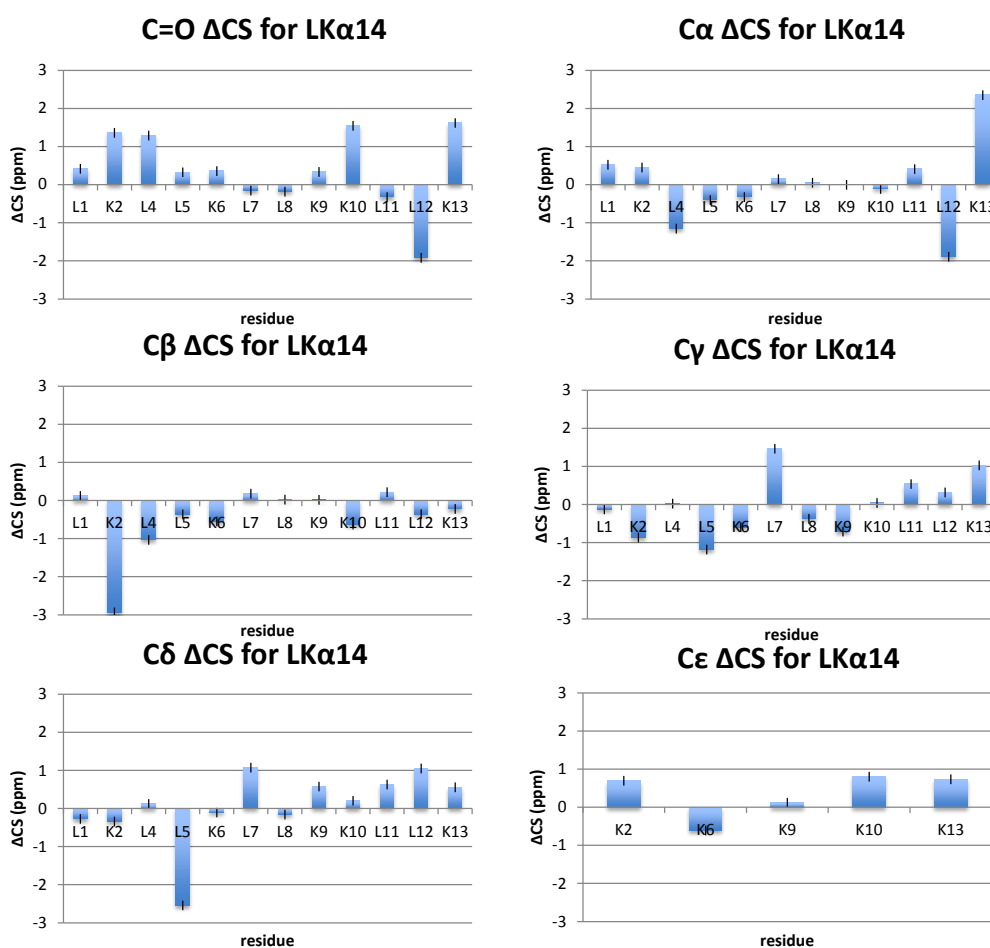 C=O ΔCS for LKα14
3
2
1
0
-1
-2
-3
ΔCS (ppm)
L1 K2 L4 L5 K6 L7 L8 K9 K10 L11 L12 K13
residue
Cα ΔCS for LKα14
3
2
1
0
-1
-2
-3
ΔCS (ppm)
L1 K2 L4 L5 K6 L7 L8 K9 K10 L11 L12 K13
residue
Cβ ΔCS for LKα14
3
2
1
0
-1
-2
-3
ΔCS (ppm)
L1 K2 L4 L5 K6 L7 L8 K9 K10 L11 L12 K13
residue
Cγ ΔCS for LKα14
3
2
1
0
-1
-2
-3
ΔCS (ppm)
L1 K2 L4 L5 K6 L7 L8 K9 K10 L11 L12 K13
residue
Cδ ΔCS for LKα14
3
2
1
0
-1
-2
-3
ΔCS (ppm)
L1 K2 L4 L5 K6 L7 L8 K9 K10 L11 L12 K13
residue
Cε ΔCS for LKα14
3
2
1
0
-1
-2
-3
ΔCS (ppm)
K2 K6 K9 K10 K13
residue